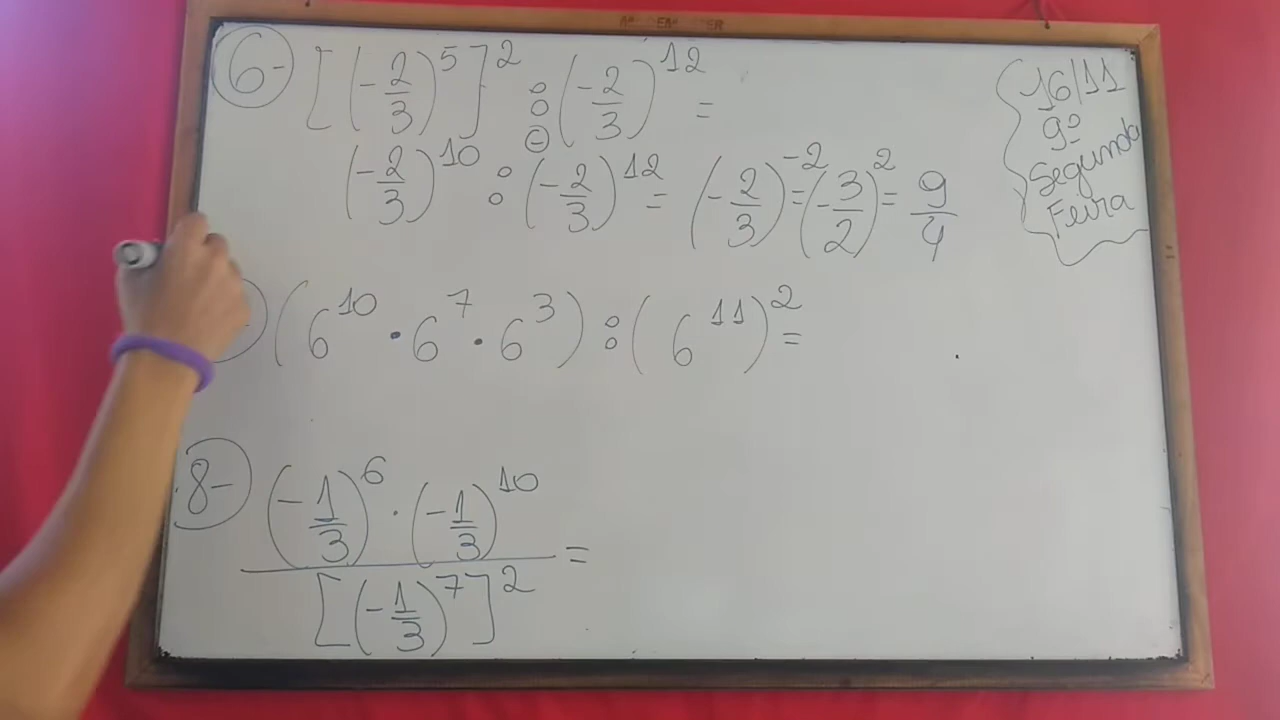 6- [(-2/3)^5]^2 : (-2/3)^12 =
(-2/3)^10 : (-2/3)^12 = (-2/3)^-2 = (-3/2)^2 = 9/4
(6^10 · 6^7 · 6^3) : (6^11)^2 =
8- (-1/3)^6 · (-1/3)^10 / [(-1/3)^7]^2 =
16/11
9º
Segunda
Feira